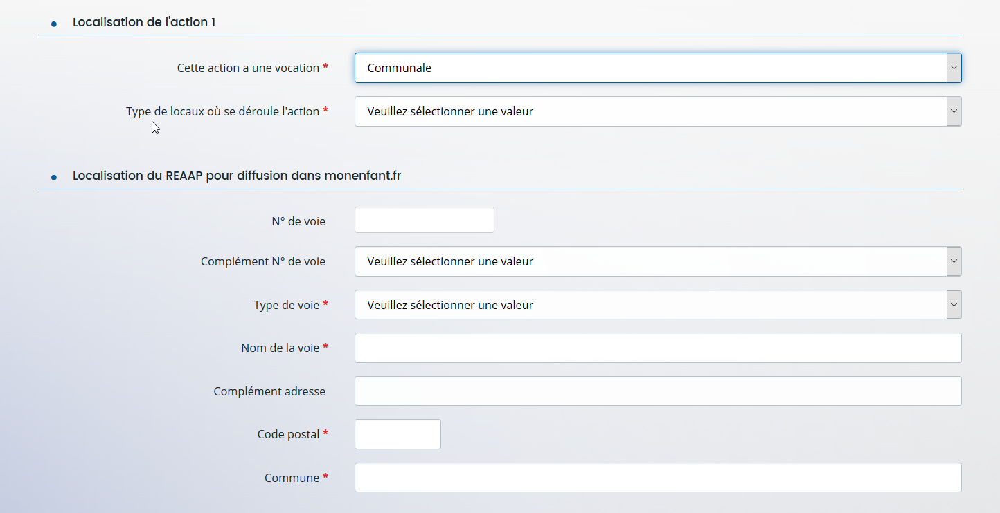 Localisation de l'action 1
Cette action a une vocation * Communale
Type de locaux où se déroule l'action * Veuillez sélectionner une valeur
Localisation du REAAP pour diffusion dans monenfant.fr
N° de voie
Complément N° de voie Veuillez sélectionner une valeur
Type de voie * Veuillez sélectionner une valeur
Nom de la voie *
Complément adresse
Code postal *
Commune *